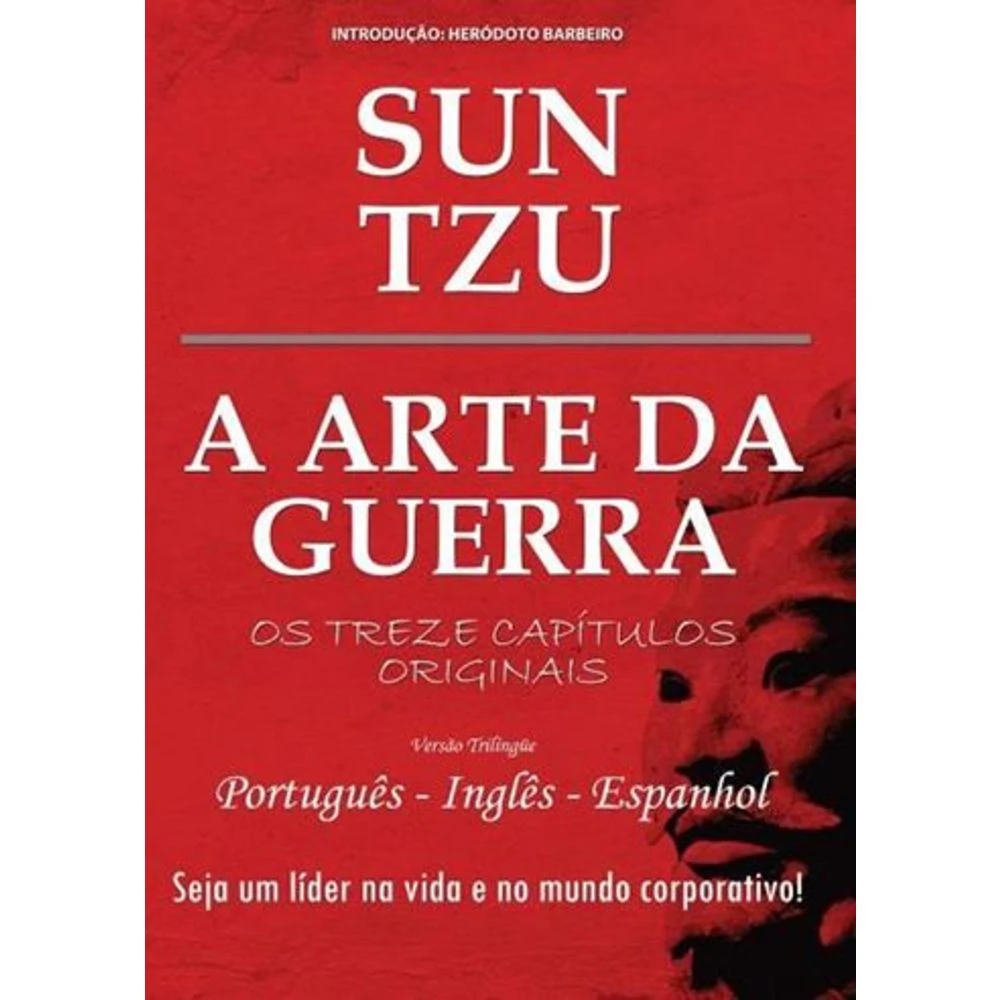 INTRODUÇÃO: HERÓDOTO BARBEIRO
SUN
TZU
A ARTE DA
GUERRA
OS TREZE CAPÍTULOS
ORIGINAIS
Versão Trilingüe
Português - Inglês - Espanhol
Seja um líder na vida e no mundo corporativo!